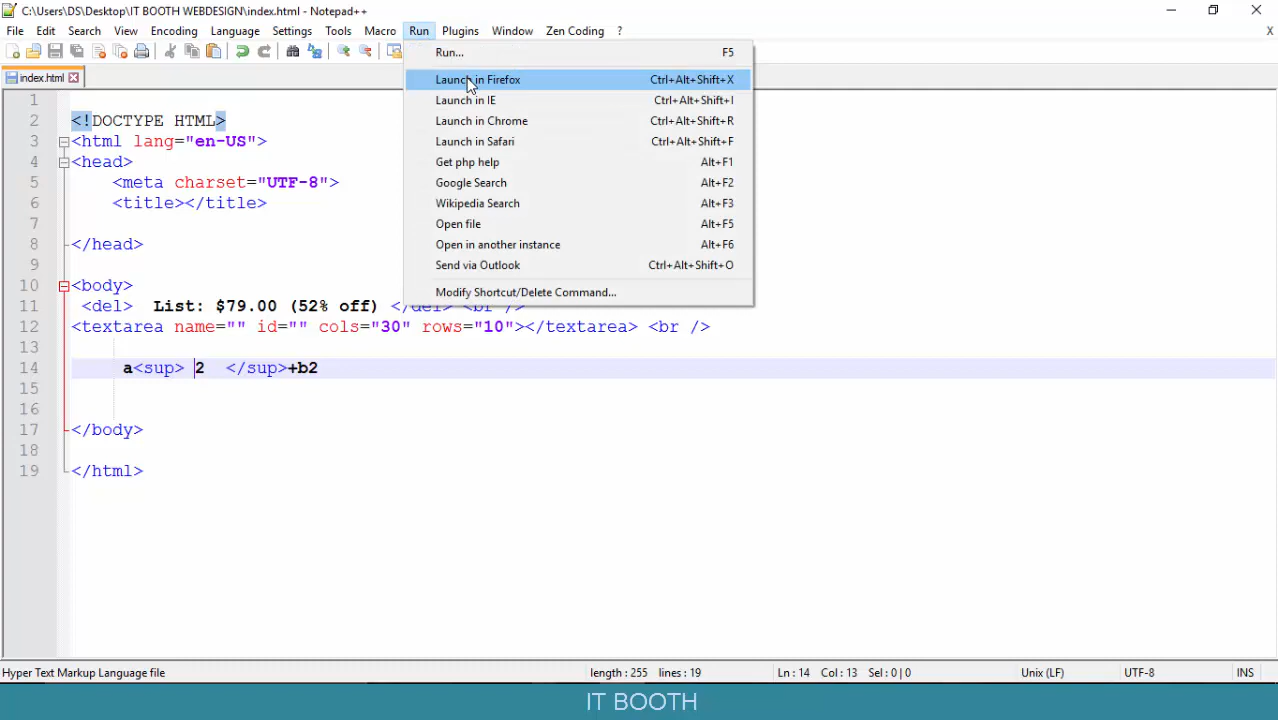 C:\Users\DS\Desktop\IT BOOTH WEBDESIGN\index.html - Notepad++
File Edit Search View Encoding Language Settings Tools Macro Run Plugins Window Zen Coding ? X
Run... F5
index.html
Launch in Firefox Ctrl+Alt+Shift+X
Launch in IE Ctrl+Alt+Shift+I
Launch in Chrome Ctrl+Alt+Shift+R
Launch in Safari Ctrl+Alt+Shift+F
Get php help Alt+F1
Google Search Alt+F2
Wikipedia Search Alt+F3
Open file Alt+F5
Open in another instance Alt+F6
Send via Outlook Ctrl+Alt+Shift+O
Modify Shortcut/Delete Command...
1
2 <!DOCTYPE HTML>
3 <html lang="en-US">
4 <head>
5 <meta charset="UTF-8">
6 <title></title>
7
8 </head>
9
10 <body>
11 <del> List: $79.00 (52% off) </del> <br />
12 <textarea name="" id="" cols="30" rows="10"></textarea> <br />
13
14 a<sup> 2 </sup>+b2
15
16
17 </body>
18
19 </html>
Hyper Text Markup Language file length : 255 lines : 19 Ln : 14 Col : 13 Sel : 0 | 0 Unix (LF) UTF-8 INS
IT BOOTH